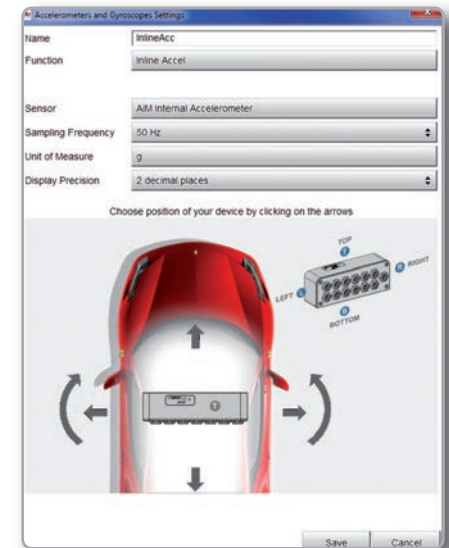 Accelerometers and Gyroscopes Settings
Name InlineAcc
Function Inline Accel
Sensor AiM Internal Accelerometer
Sampling Frequency 50 Hz
Unit of Measure g
Display Precision 2 decimal places
Choose position of your device by clicking on the arrows
TOP
T
R RIGHT
LEFT L
B
BOTTOM
T
Save Cancel